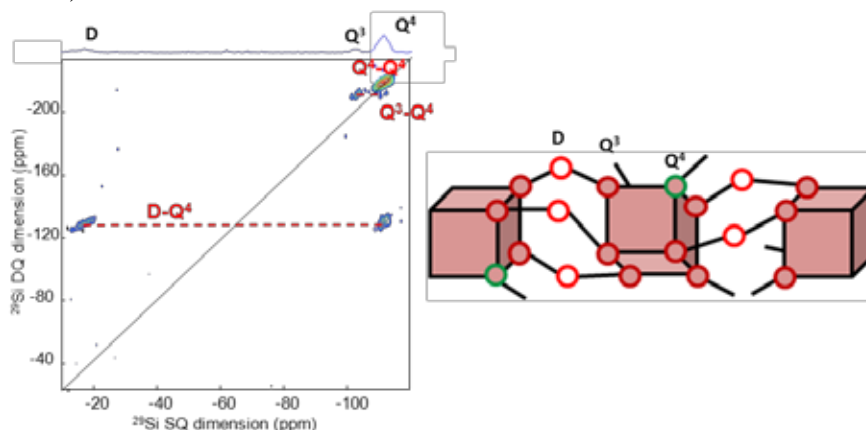 D
Q³
Q⁴
Q⁴-Q⁴
Q³-Q⁴
D-Q⁴
-200
-160
-120
-80
-40
²⁹Si DQ dimension (ppm)
-20
-40
-60
-80
-100
²⁹Si SQ dimension (ppm)
D
Q³
Q⁴